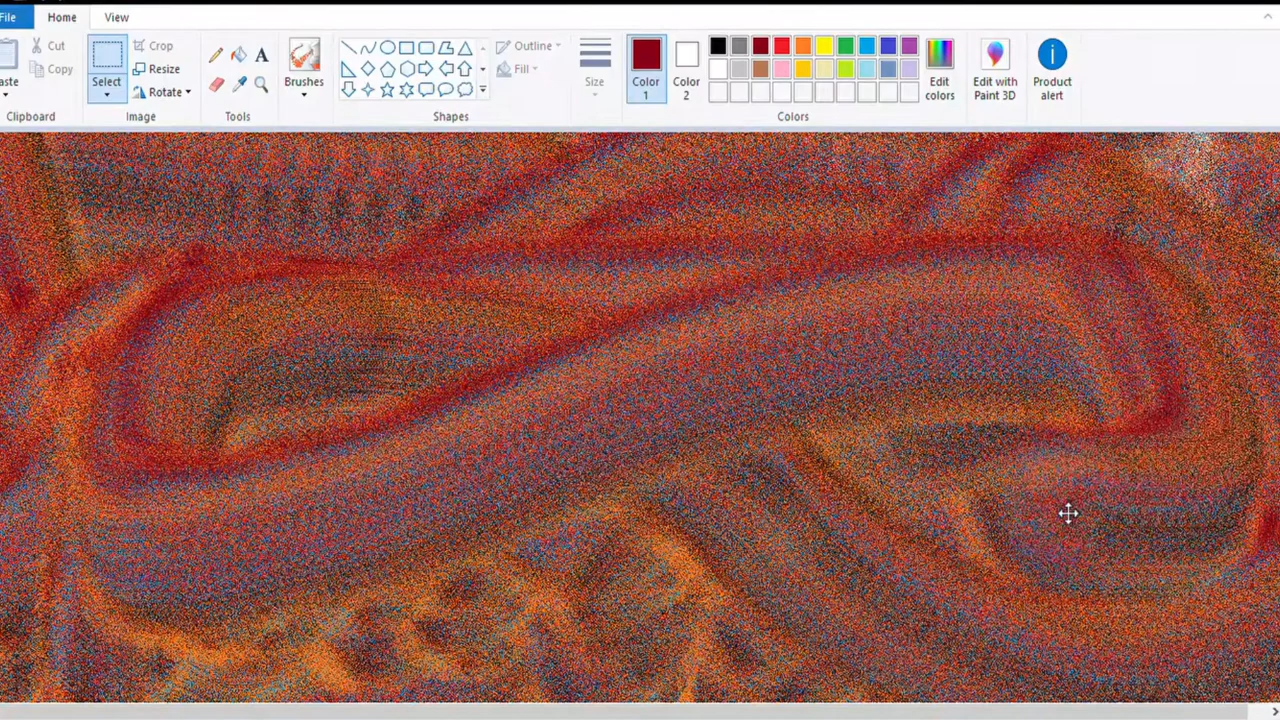 File Home View
Cut Crop Outline Edit with Product
aste Copy Select Resize Brushes Fill Size Color Color Edit Paint 3D alert
Rotate 1 2 colors
Clipboard Image Tools Shapes Colors